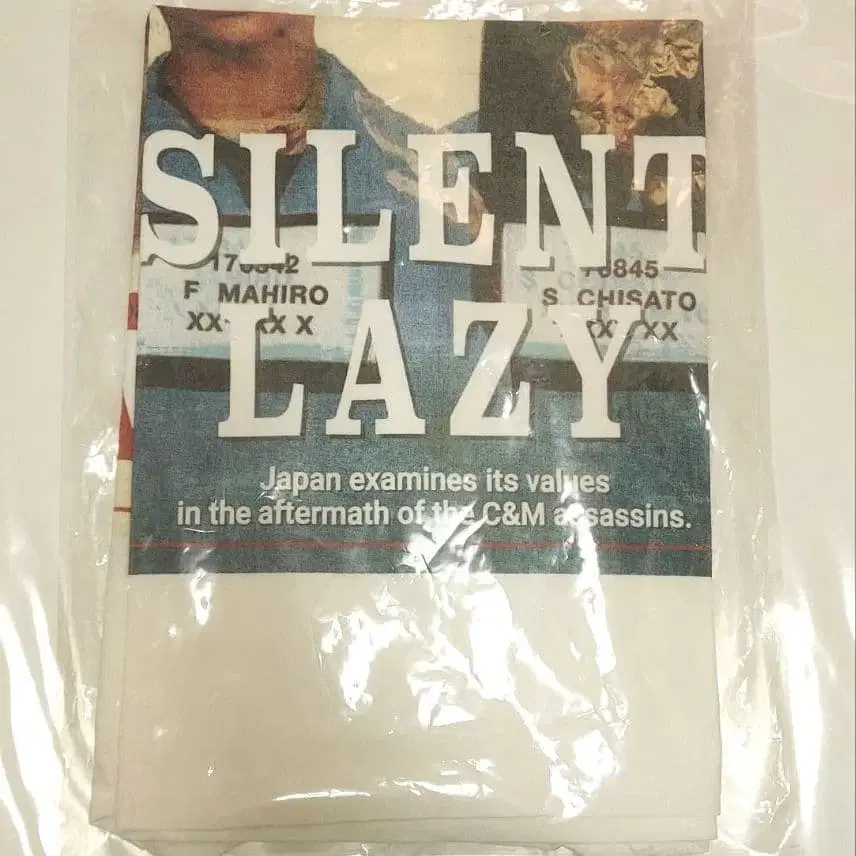 SILENT
F MAHIRO
S CHISATO
LAZY
Japan examines its values
in the aftermath of the C&M assassins.